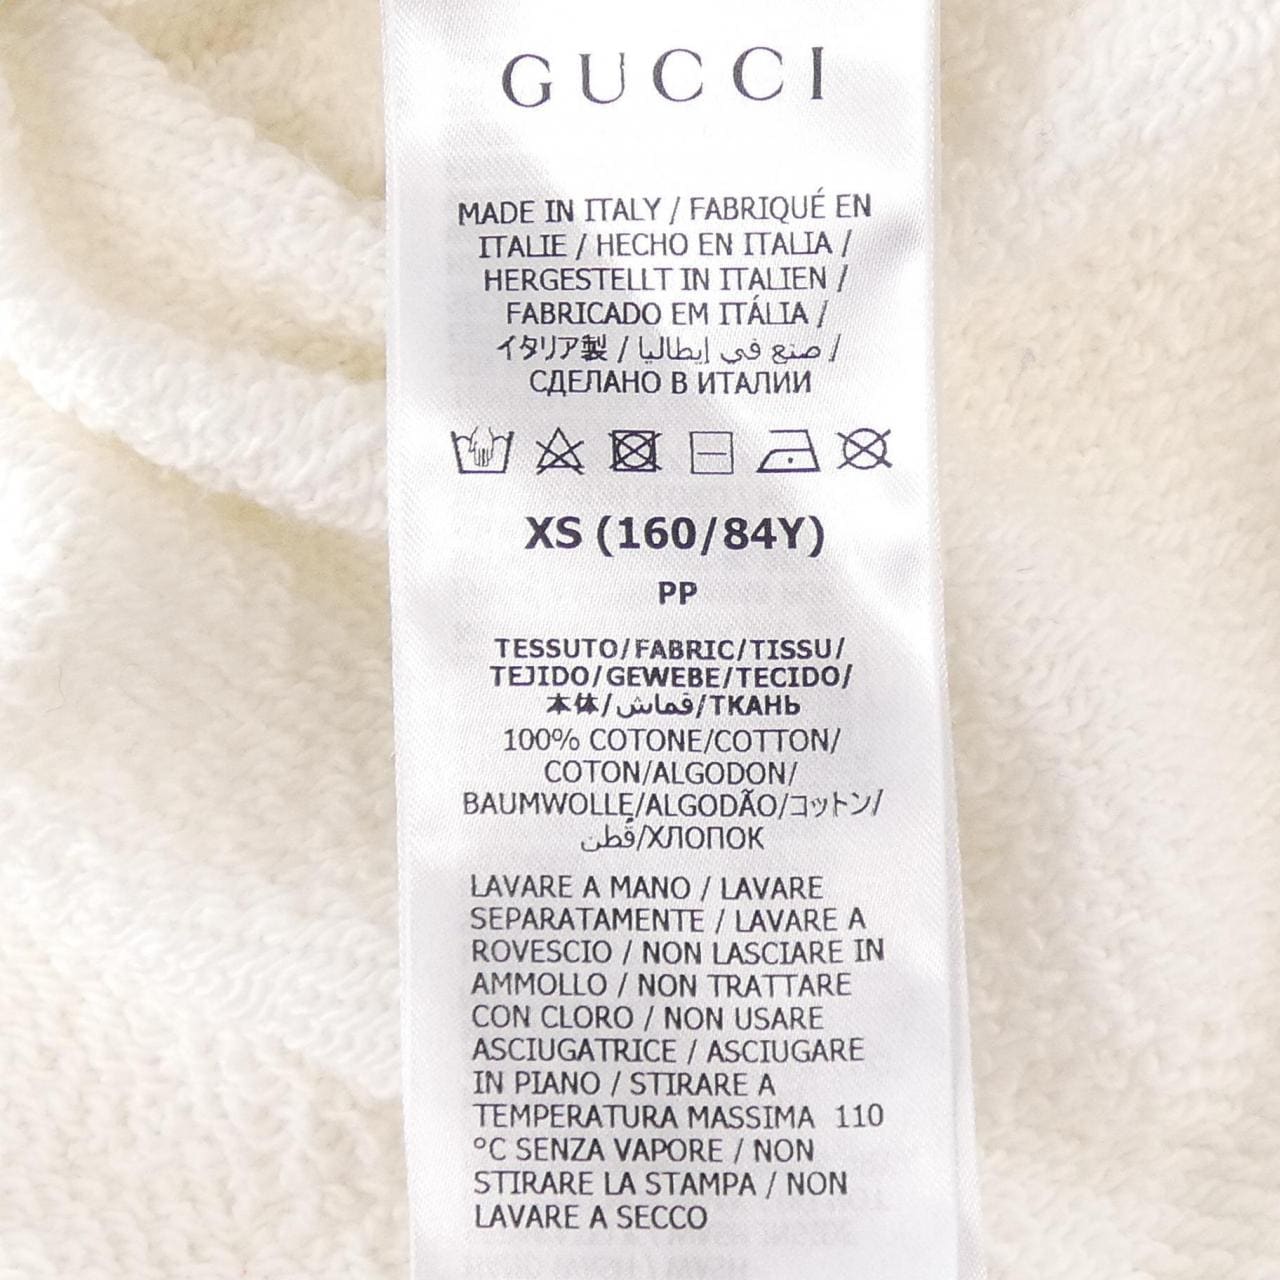 GUCCI
MADE IN ITALY / FABRIQUÉ EN
ITALIE / HECHO EN ITALIA /
HERGESTELLT IN ITALIEN /
FABRICADO EM ITÁLIA /
イタリア製 / صنع في إيطاليا /
СДЕЛАНО В ИТАЛИИ
XS (160/84Y)
PP
TESSUTO/FABRIC/TISSU/
TEJIDO/GEWEBE/TECIDO/
本体/قماش/ТКАНЬ
100% COTONE/COTTON/
COTON/ALGODON/
BAUMWOLLE/ALGODÃO/コットン/
قطن/ХЛОПОК
LAVARE A MANO / LAVARE
SEPARATAMENTE / LAVARE A
ROVESCIO / NON LASCIARE IN
AMMOLLO / NON TRATTARE
CON CLORO / NON USARE
ASCIUGATRICE / ASCIUGARE
IN PIANO / STIRARE A
TEMPERATURA MASSIMA 110
°C SENZA VAPORE / NON
STIRARE LA STAMPA / NON
LAVARE A SECCO